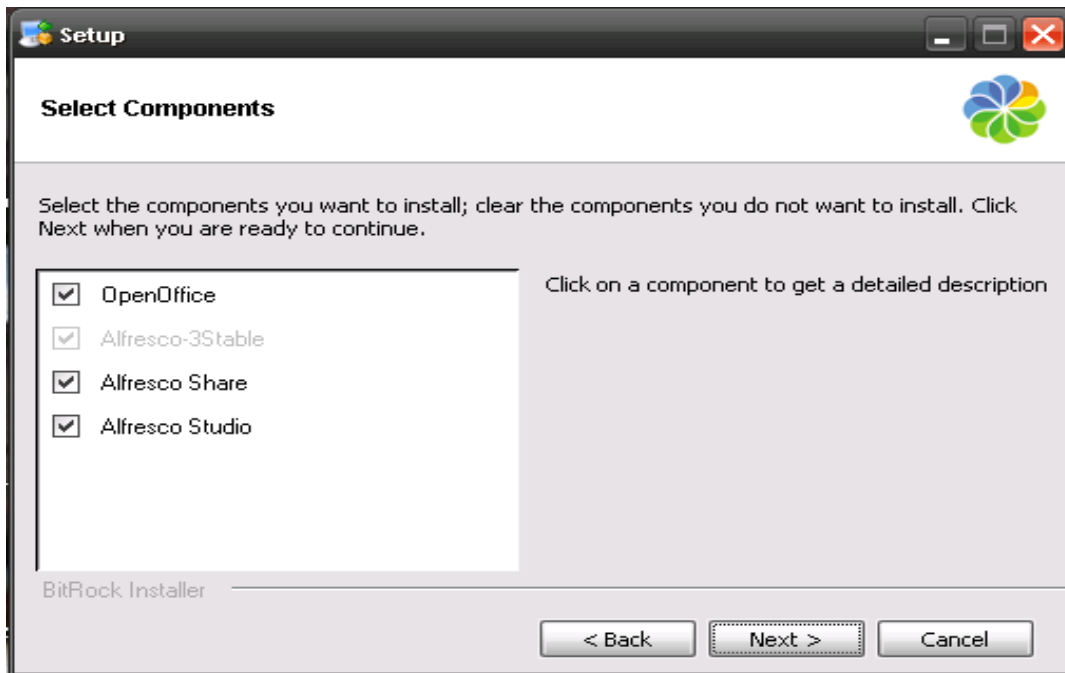 Setup
Select Components
Select the components you want to install; clear the components you do not want to install. Click
Next when you are ready to continue.
OpenOffice
Alfresco-3Stable
Alfresco Share
Alfresco Studio
Click on a component to get a detailed description
BitRock Installer
< Back
Next >
Cancel